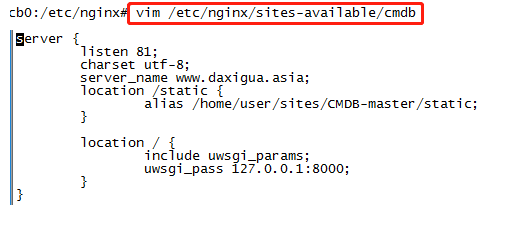 cb0:/etc/nginx# vim /etc/nginx/sites-available/cmdb
server {
        listen 81;
        charset utf-8;
        server_name www.daxigua.asia;
        location /static {
                alias /home/user/sites/CMDB-master/static;
        }

        location / {
                include uwsgi_params;
                uwsgi_pass 127.0.0.1:8000;
        }
}